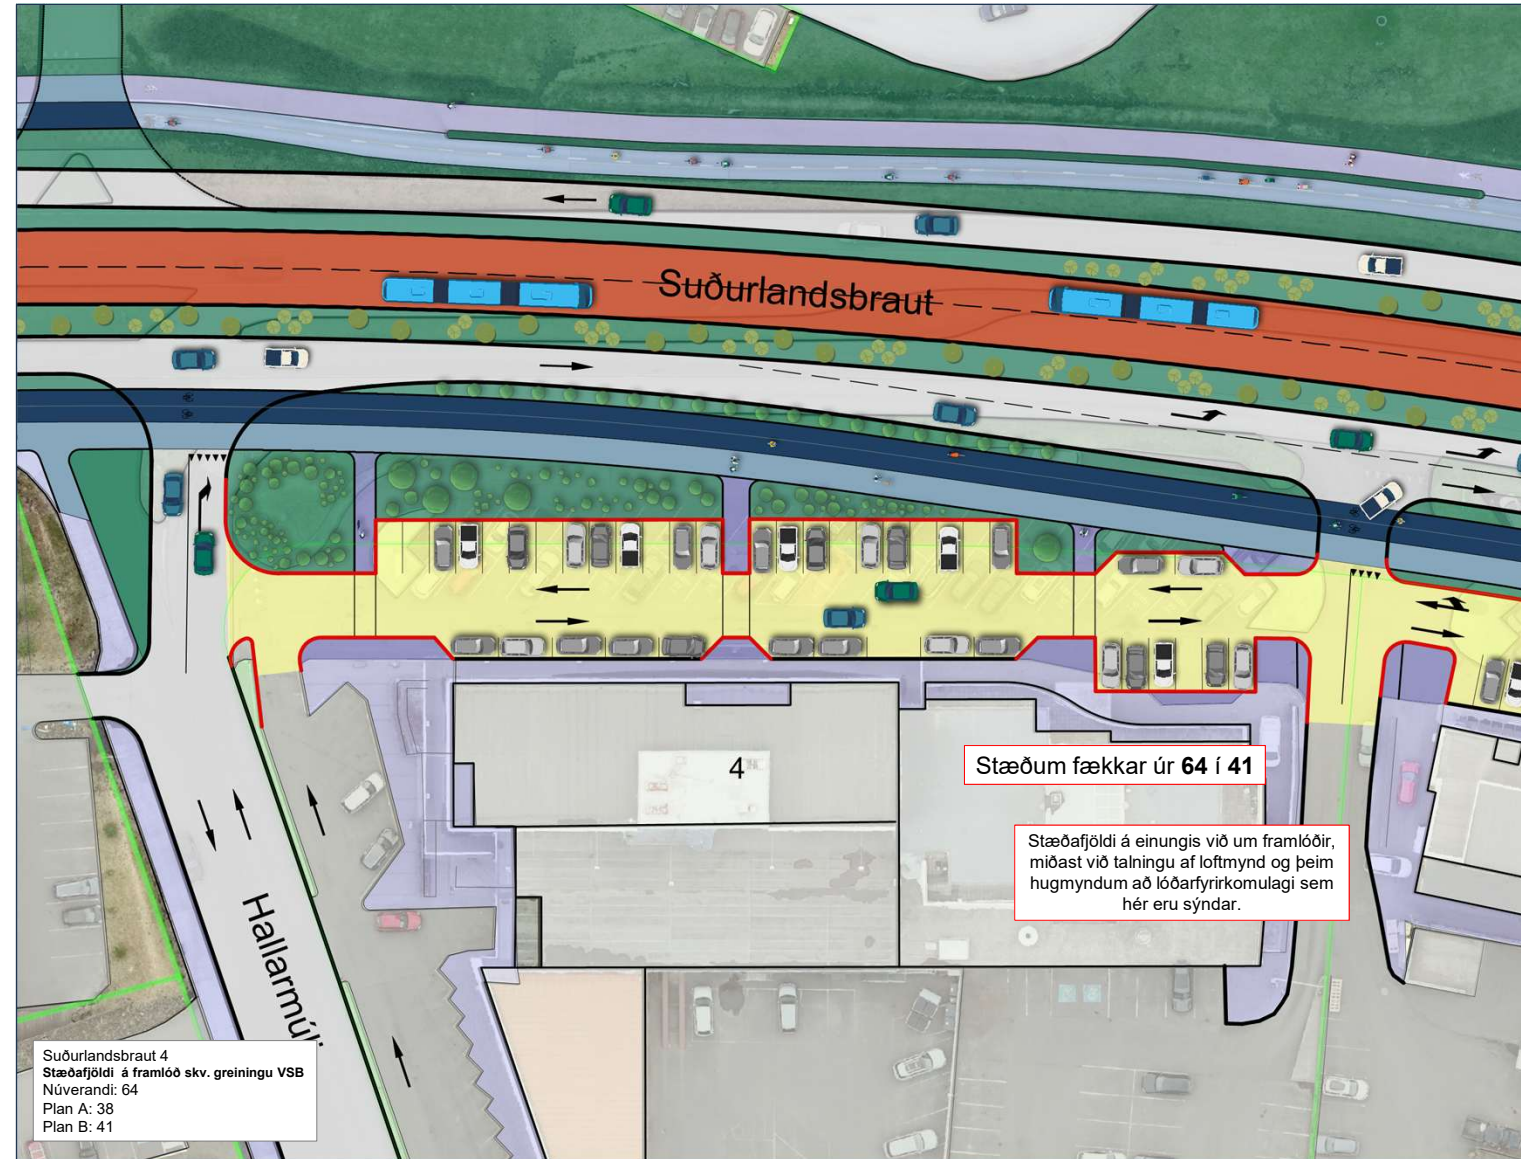 Suðurlandsbraut
4
Stæðum fækkar úr 64 í 41
Stæðafjöldi á einungis við um framlóðir,
miðast við talningu af loftmynd og þeim
hugmyndum að lóðarfyrirkomulagi sem
hér eru sýndar.
Hallarmúli
Suðurlandsbraut 4
Stæðafjöldi á framlóð skv. greiningu VSB
Núverandi: 64
Plan A: 38
Plan B: 41